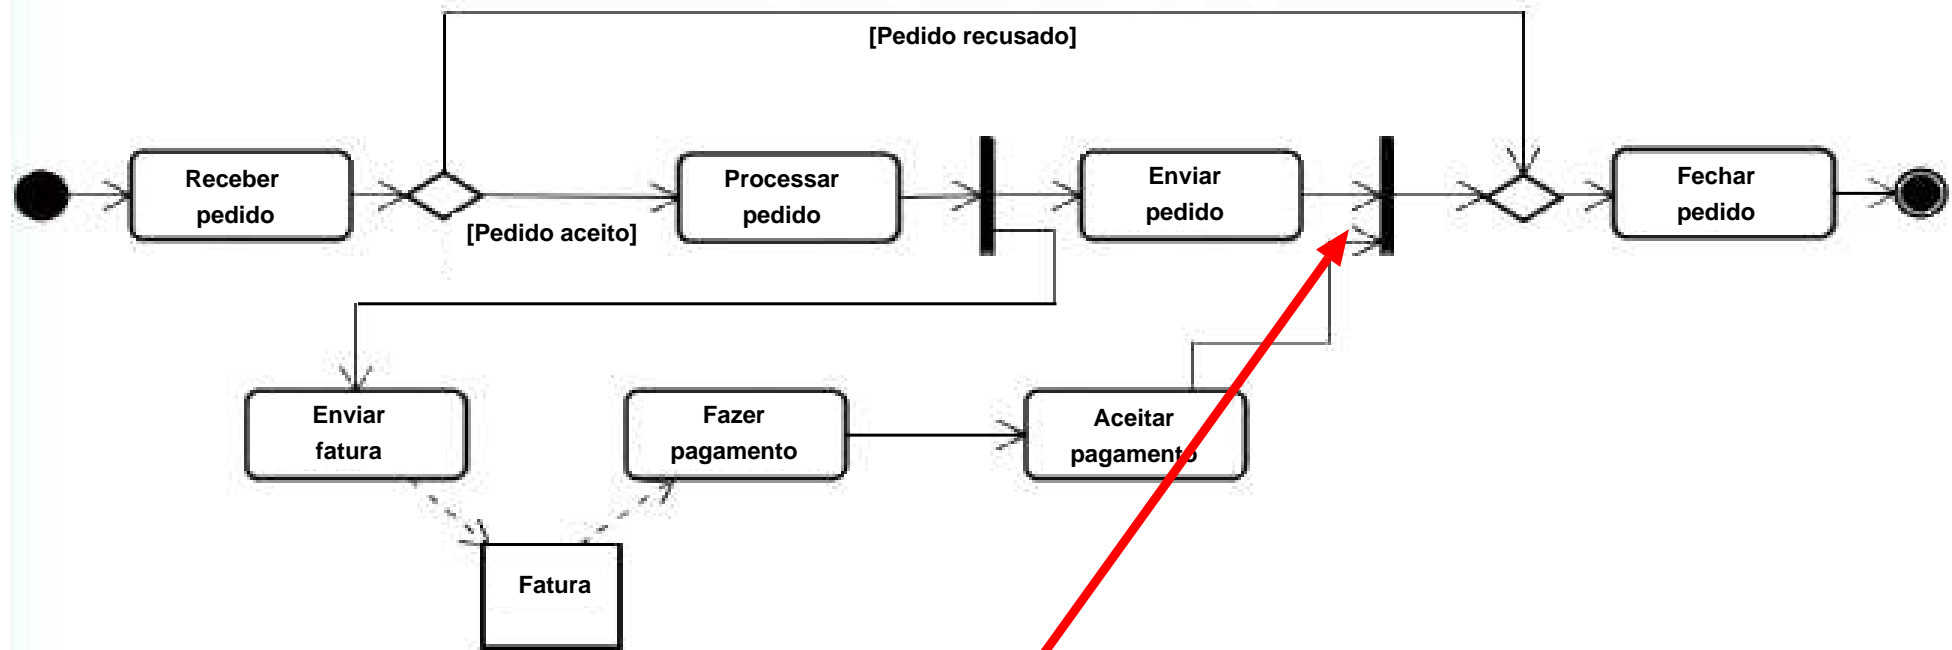 [Pedido recusado]
Receber
pedido
[Pedido aceito]
Processar
pedido
Enviar
pedido
Fechar
pedido
Enviar
fatura
Fazer
pagamento
Aceitar
pagamento
Fatura